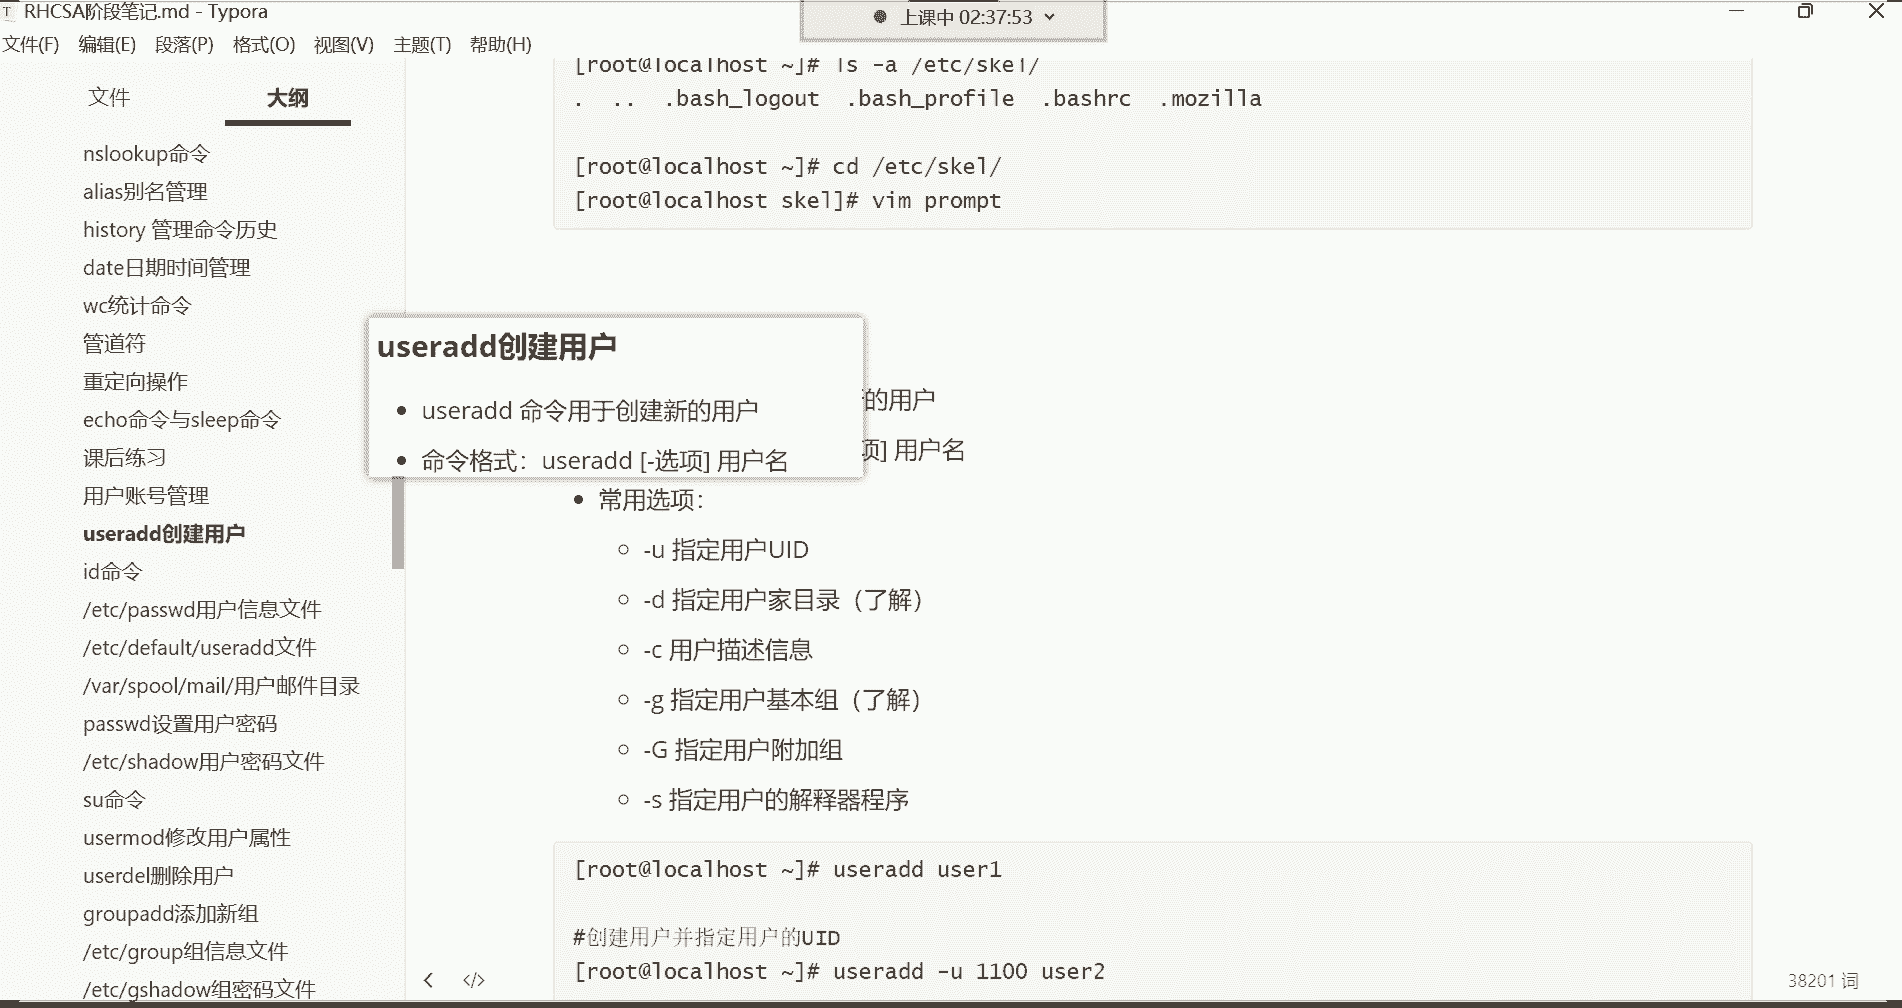 RHCSA阶段笔记.md - Typora
上课中 02:37:53
文件(F) 编辑(E) 段落(P) 格式(O) 视图(V) 主题(T) 帮助(H)
文件 大纲
nslookup命令
alias别名管理
history 管理命令历史
date日期时间管理
wc统计命令
管道符
重定向操作
echo命令与sleep命令
课后练习
用户账号管理
useradd创建用户
id命令
/etc/passwd用户信息文件
/etc/default/useradd文件
/var/spool/mail/用户邮件目录
passwd设置用户密码
/etc/shadow用户密码文件
su命令
usermod修改用户属性
userdel删除用户
groupadd添加新组
/etc/group组信息文件
/etc/gshadow组密码文件
[root@localhost ~]# ls -a /etc/skel/
. .. .bash_logout .bash_profile .bashrc .mozilla
[root@localhost ~]# cd /etc/skel/
[root@localhost skel]# vim prompt
useradd创建用户
useradd 命令用于创建新的用户
命令格式：useradd [-选项] 用户名
的用户
项] 用户名
常用选项：
-u 指定用户UID
-d 指定用户家目录（了解）
-c 用户描述信息
-g 指定用户基本组（了解）
-G 指定用户附加组
-s 指定用户的解释器程序
[root@localhost ~]# useradd user1
#创建用户并指定用户的UID
[root@localhost ~]# useradd -u 1100 user2
38201 词